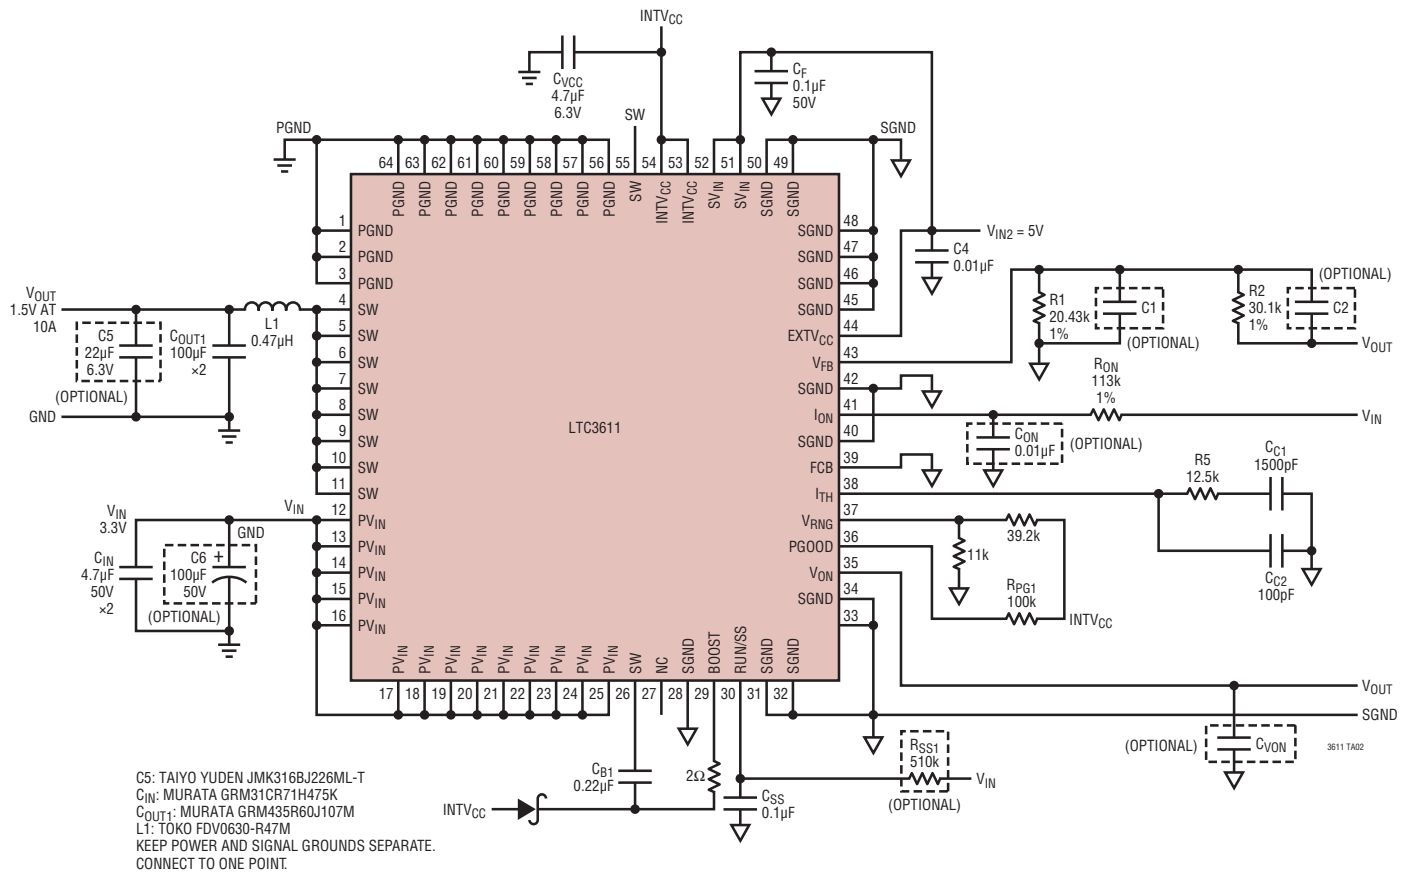 INTVCC
CVCC
4.7µF
6.3V
CF
0.1µF
50V
SW
PGND
SGND
64 63 62 61 60 59 58 57 56 55 54 53 52 51 50 49
PGND PGND PGND PGND PGND PGND PGND PGND PGND SW INTVCC INTVCC SVIN SVIN SGND SGND
1 PGND
2 PGND
3 PGND
4 SW
5 SW
6 SW
7 SW
8 SW
9 SW
10 SW
11 SW
12 PVIN
13 PVIN
14 PVIN
15 PVIN
16 PVIN
LTC3611
SGND 48
SGND 47
SGND 46
SGND 45
EXTVCC 44
VFB 43
SGND 42
ION 41
SGND 40
FCB 39
ITH 38
VRNG 37
PGOOD 36
VON 35
SGND 34
33
PVIN PVIN PVIN PVIN PVIN PVIN PVIN PVIN PVIN SW NC SGND BOOST RUN/SS SGND SGND
17 18 19 20 21 22 23 24 25 26 27 28 29 30 31 32
VOUT
1.5V AT
10A
C5
22µF
6.3V
(OPTIONAL)
COUT1
100µF
×2
L1
0.47µH
GND
VIN
3.3V
VIN
GND
CIN
4.7µF
50V
×2
C6
100µF
50V
+
(OPTIONAL)
VIN2 = 5V
C4
0.01µF
R1
20.43k
1%
C1
(OPTIONAL)
R2
30.1k
1%
(OPTIONAL)
C2
VOUT
RON
113k
1%
VIN
CON
0.01µF
(OPTIONAL)
R5
12.5k
CC1
1500pF
CC2
100pF
39.2k
11k
RPG1
100k
INTVCC
VOUT
SGND
(OPTIONAL)
CVON
3611 TA02
RSS1
510k
(OPTIONAL)
VIN
CSS
0.1µF
2Ω
CB1
0.22µF
INTVCC
C5: TAIYO YUDEN JMK316BJ226ML-T
CIN: MURATA GRM31CR71H475K
COUT1: MURATA GRM435R60J107M
L1: TOKO FDV0630-R47M
KEEP POWER AND SIGNAL GROUNDS SEPARATE.
CONNECT TO ONE POINT.